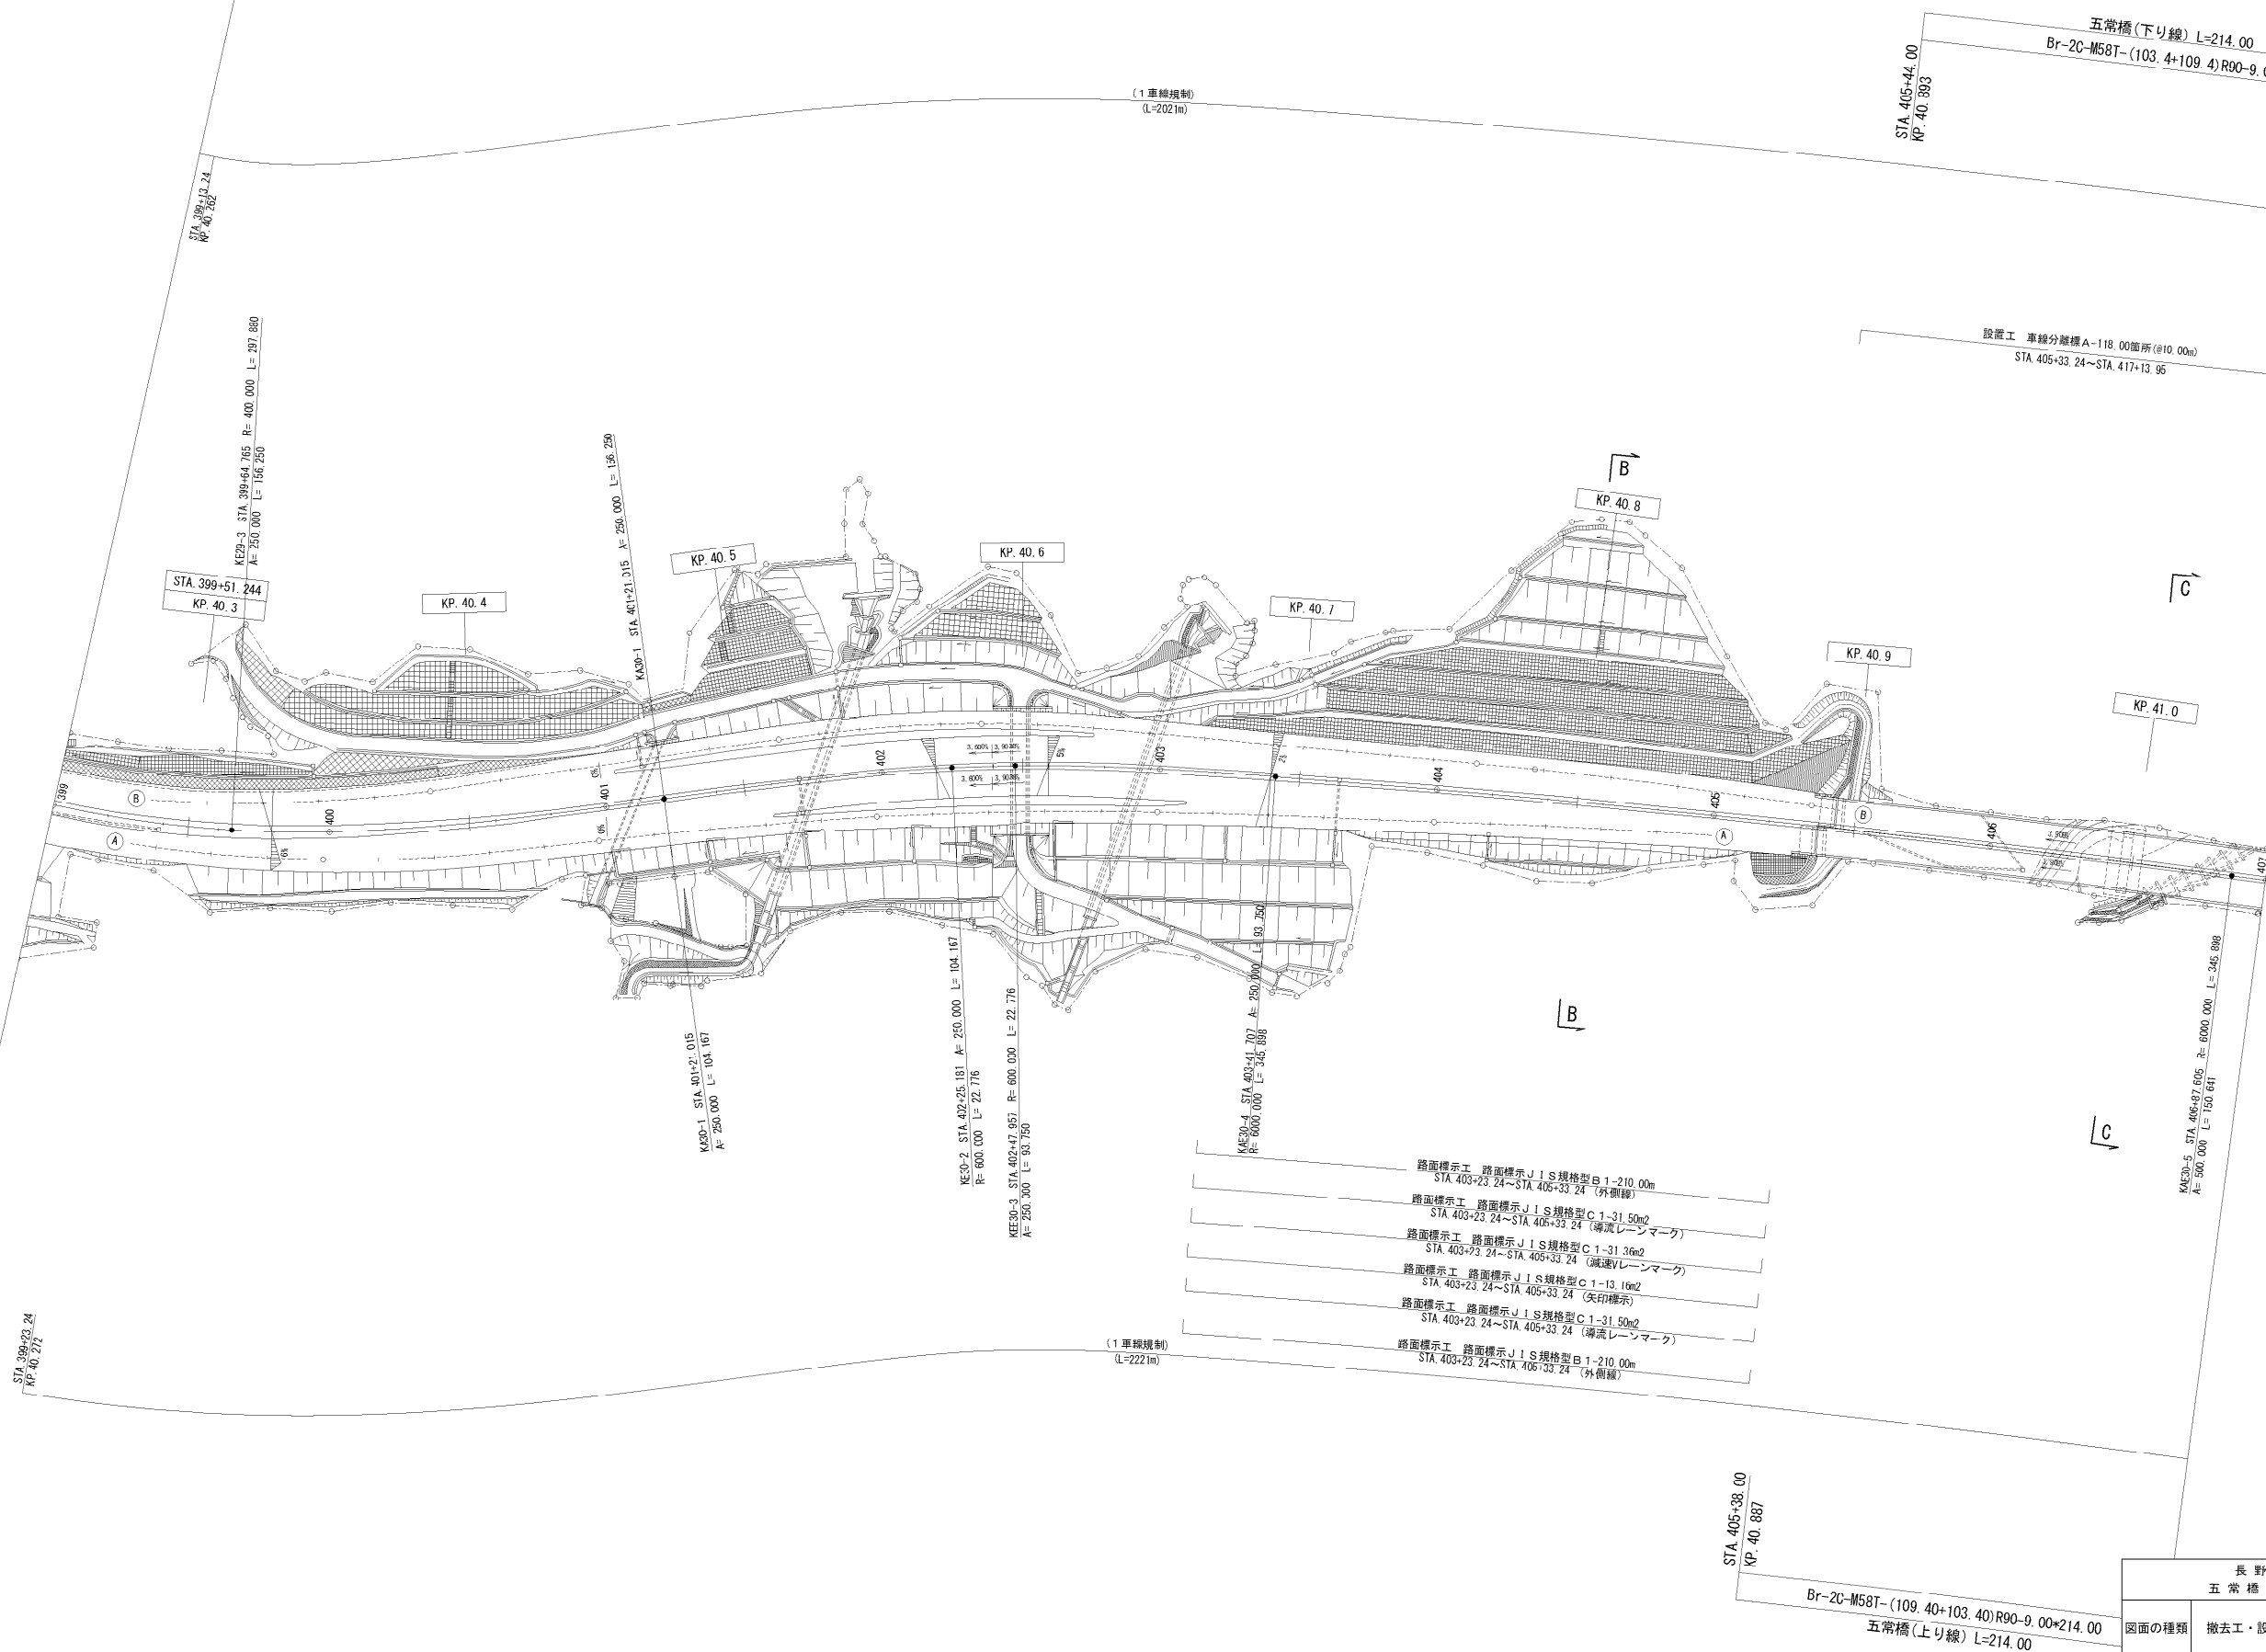 五常橋(下り線) L=214.00
Br-2C-M58T-(103.4+109.4)R90-9.
STA.405+44.00
KP.40.893
(1車線規制)
(L=2021m)
STA.399+13.24
KP.40.262
設置工 車線分離標A-118.00箇所(@10.00m)
STA.405+33.24～STA.417+13.95
KE29-3 STA.399+64.765 R= 400.000 L= 297.880
A= 250.000 L= 156.250
KA30-1 STA.401+21.015 A= 250.000 L= 156.250
B
KP.40.8
C
STA.399+51.244
KP.40.3
KP.40.4
KP.40.5
KP.40.6
KP.40.7
KP.40.9
KP.41.0
399
400
401
402
403
404
405
406
407
B
A
A
B
6%
0%
0%
5%
2%
3.600%
3.600%
KA30-1 STA.401+21.015
A= 250.000 L= 104.167
KE30-2 STA.402+25.181 A= 250.000 L= 104.167
R= 600.000 L= 22.776
KEE30-3 STA.402+47.957 R= 600.000 L= 22.776
A= 250.000 L= 93.750
KAE30-4 STA.403+41.707 A= 250.000 L= 93.750
R= 6000.000 L= 345.898
KAE30-5 STA.406+87.605 R= 6000.000 L= 345.898
A= 500.000 L= 150.641
B
C
路面標示工 路面標示JIS規格型B1-210.00m
STA.403+23.24～STA.405+33.24 (外側線)
路面標示工 路面標示JIS規格型C1-31.50m2
STA.403+23.24～STA.405+33.24 (導流レーンマーク)
路面標示工 路面標示JIS規格型C1-31.36m2
STA.403+23.24～STA.405+33.24 (減速Vレーンマーク)
路面標示工 路面標示JIS規格型C1-13.16m2
STA.403+23.24～STA.405+33.24 (矢印標示)
路面標示工 路面標示JIS規格型C1-31.50m2
STA.403+23.24～STA.405+33.24 (導流レーンマーク)
路面標示工 路面標示JIS規格型B1-210.00m
STA.403+23.24～STA.405+33.24 (外側線)
STA.399+23.24
KP.40.272
(1車線規制)
(L=2221m)
STA.405+38.00
KP.40.887
Br-2C-M58T-(109.40+103.40)R90-9.00*214.00
五常橋(上り線) L=214.00
長野
五常橋
図面の種類
撤去工・設